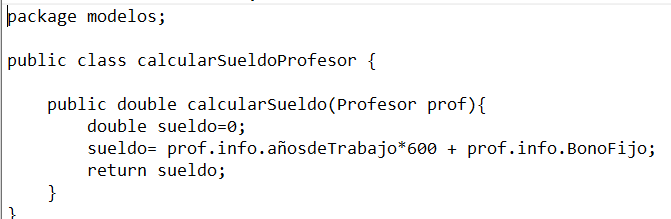 package modelos;
public class calcularSueldoProfesor {
public double calcularSueldo(Profesor prof){
double sueldo=0;
sueldo= prof.info.añosdeTrabajo*600 + prof.info.BonoFijo;
return sueldo;
}
}